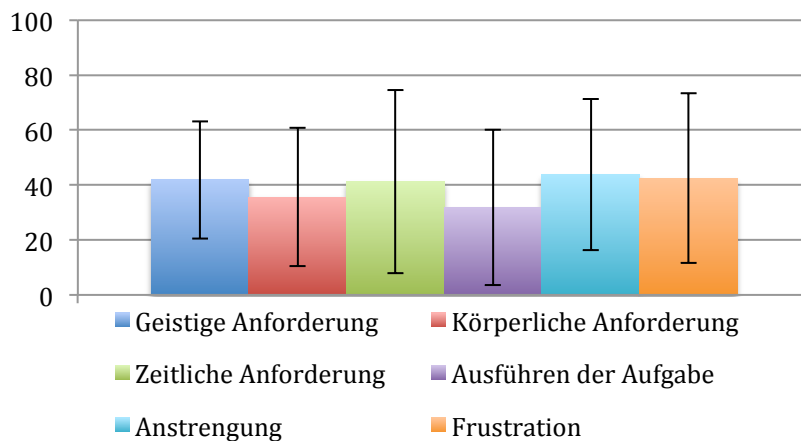 100
80
60
40
20
0
Geistige Anforderung Körperliche Anforderung
Zeitliche Anforderung Ausführen der Aufgabe
Anstrengung Frustration